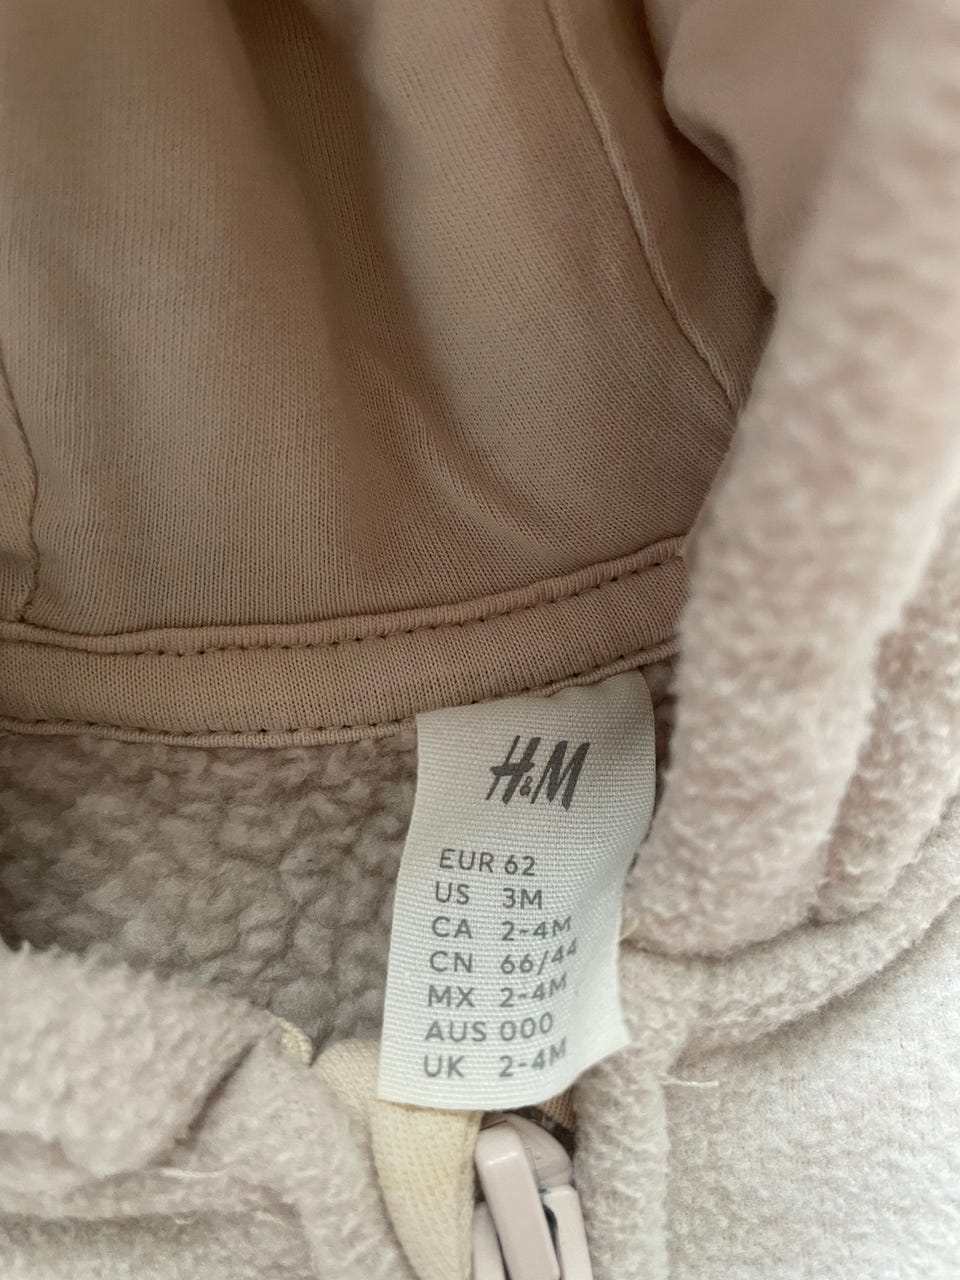 H&M
EUR 62
US 3M
CA 2-4M
CN 66/44
MX 2-4M
AUS 000
UK 2-4M